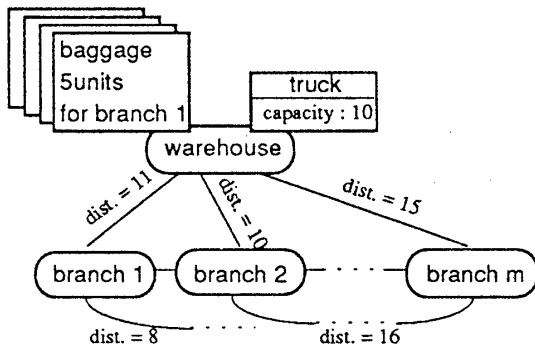 baggage
5units
for branch 1
truck
capacity : 10
warehouse
dist. = 11
dist. = 10
dist. = 15
branch 1
branch 2
branch m
dist. = 8
dist. = 16